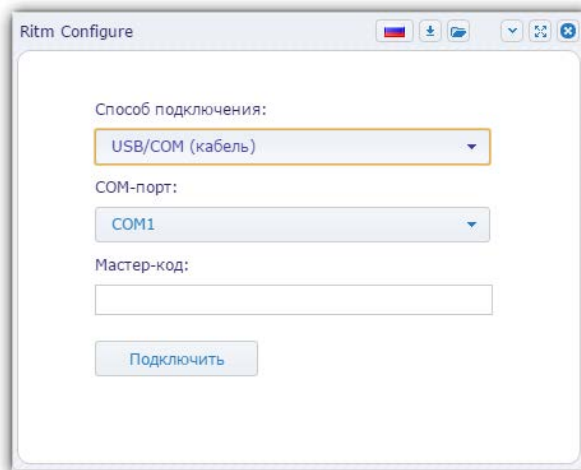 Ritm Configure
Способ подключения:
USB/COM (кабель)
COM-порт:
COM1
Мастер-код:
Подключить